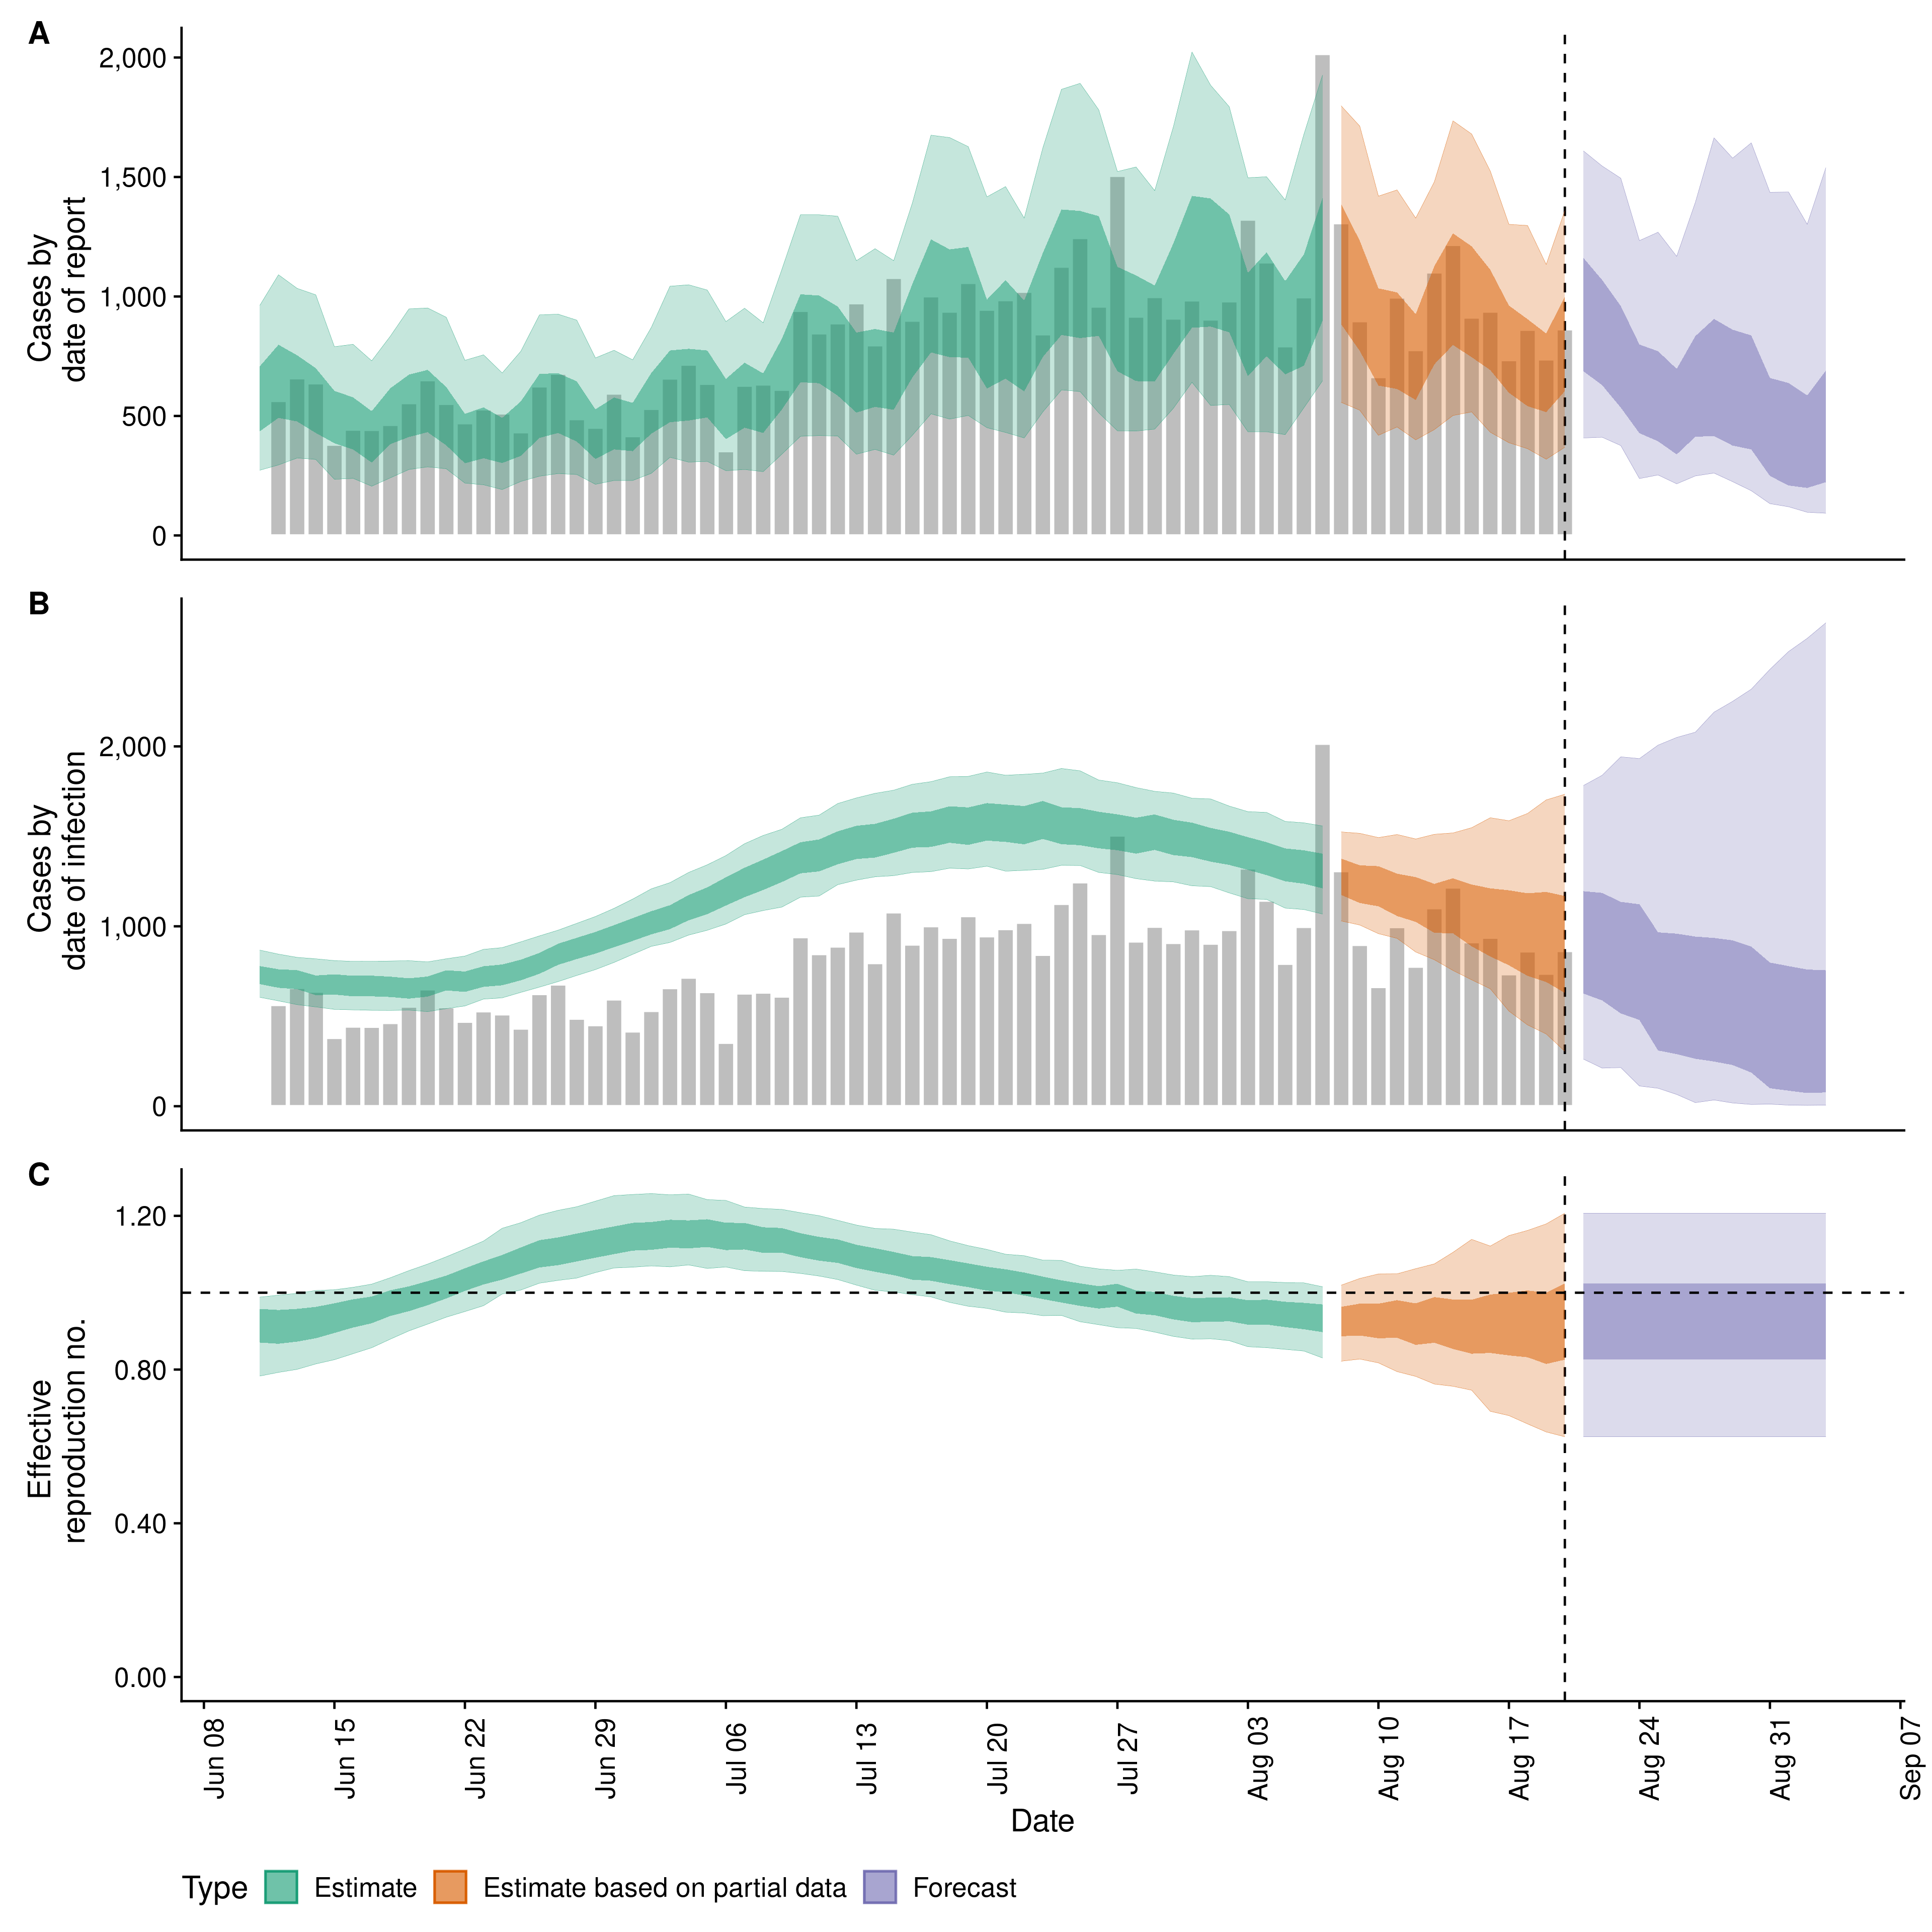 A
2,000
1,500
1,000
500
0
Cases by
date of report
B
2,000
1,000
0
Cases by
date of infection
C
1.20
0.80
0.40
0.00
Effective
reproduction no.
Jun 08
Jun 15
Jun 22
Jun 29
Jul 06
Jul 13
Jul 20
Jul 27
Aug 03
Aug 10
Aug 17
Aug 24
Aug 31
Sep 07
Date
Type Estimate Estimate based on partial data Forecast